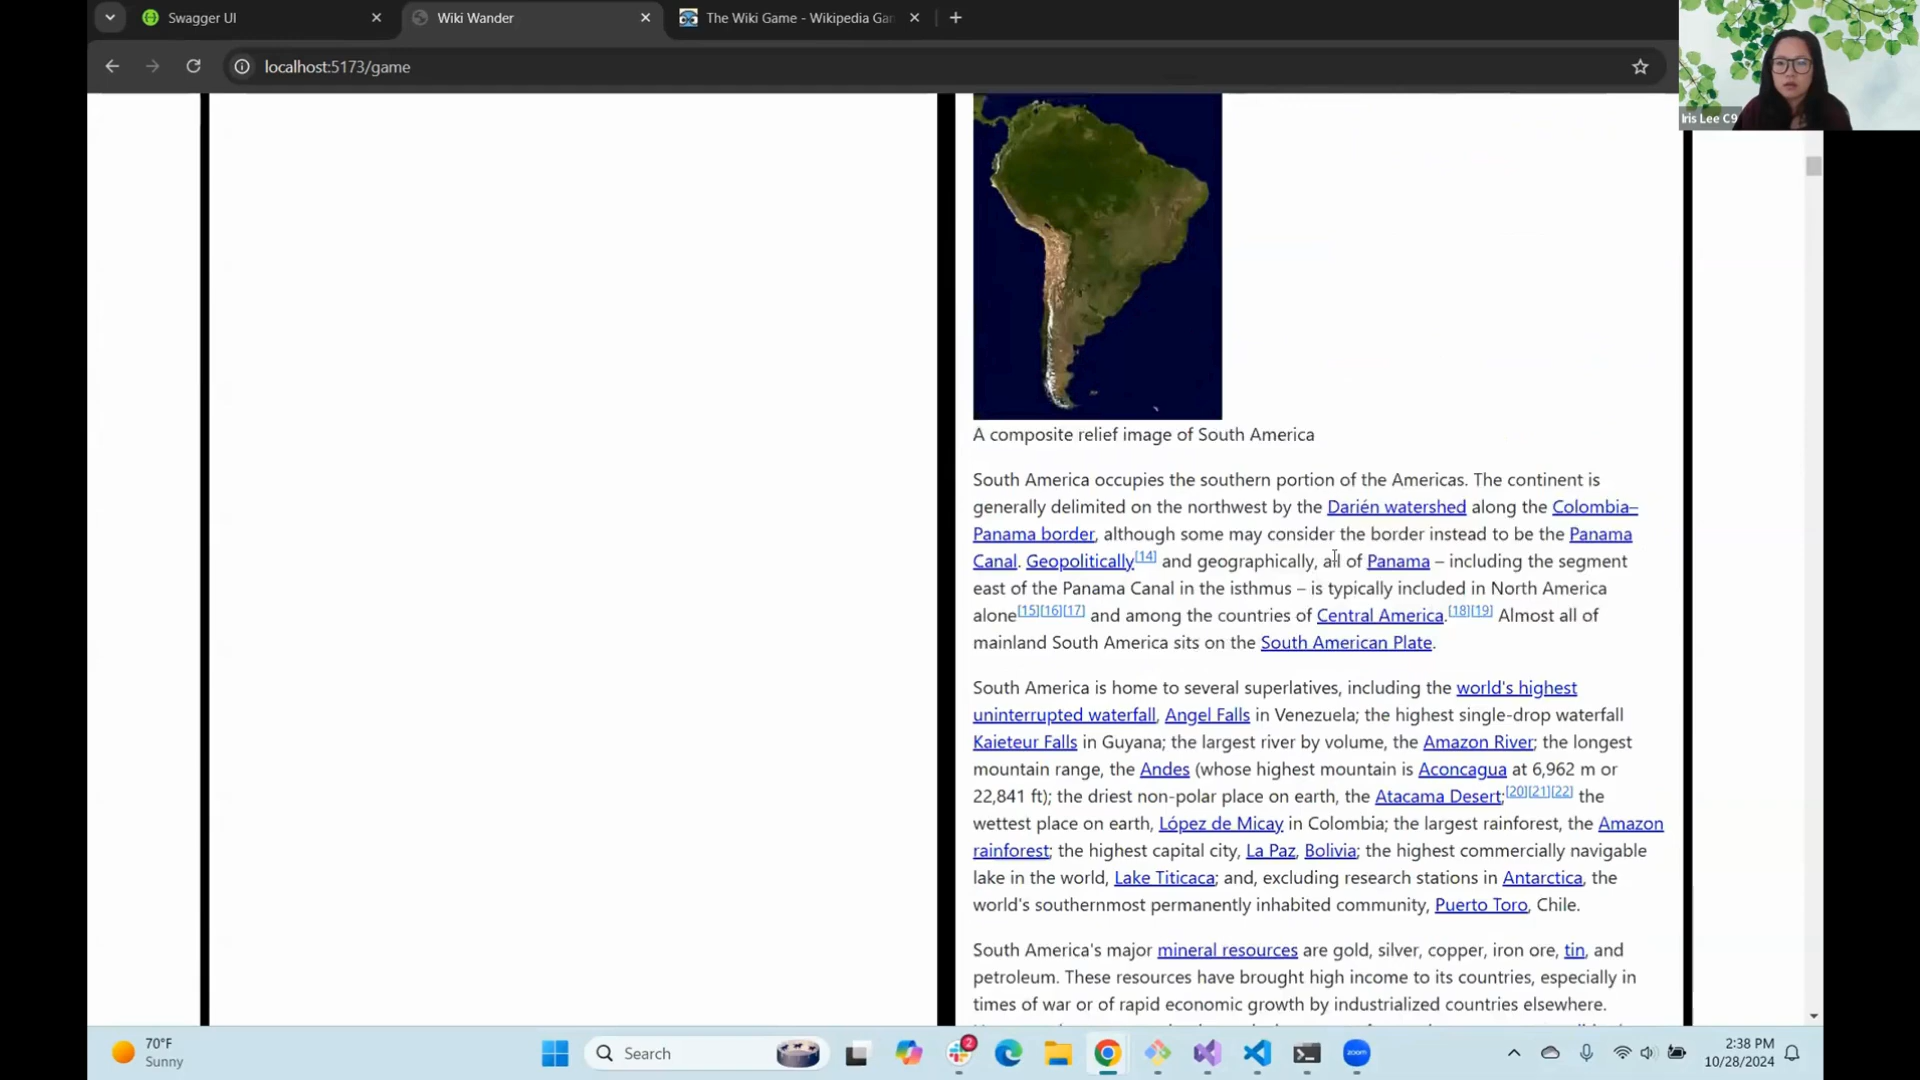 Swagger UI
Wiki Wander
The Wiki Game - Wikipedia Gar
localhost:5173/game
Iris Lee C9
A composite relief image of South America
South America occupies the southern portion of the Americas. The continent is
generally delimited on the northwest by the Darién watershed along the Colombia–
Panama border, although some may consider the border instead to be the Panama
Canal. Geopolitically[14] and geographically, all of Panama – including the segment
east of the Panama Canal in the isthmus – is typically included in North America
alone[15][16][17] and among the countries of Central America.[18][19] Almost all of
mainland South America sits on the South American Plate.
South America is home to several superlatives, including the world's highest
uninterrupted waterfall, Angel Falls in Venezuela; the highest single-drop waterfall
Kaieteur Falls in Guyana; the largest river by volume, the Amazon River; the longest
mountain range, the Andes (whose highest mountain is Aconcagua at 6,962 m or
22,841 ft); the driest non-polar place on earth, the Atacama Desert;[20][21][22] the
wettest place on earth, López de Micay in Colombia; the largest rainforest, the Amazon
rainforest; the highest capital city, La Paz, Bolivia; the highest commercially navigable
lake in the world, Lake Titicaca; and, excluding research stations in Antarctica, the
world's southernmost permanently inhabited community, Puerto Toro, Chile.
South America's major mineral resources are gold, silver, copper, iron ore, tin, and
petroleum. These resources have brought high income to its countries, especially in
times of war or of rapid economic growth by industrialized countries elsewhere.
70°F
Sunny
Search
2
zoom
2:38 PM
10/28/2024